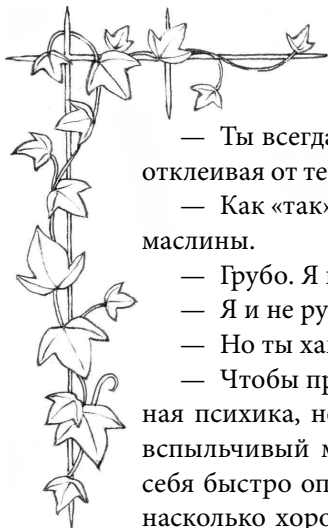 — Ты всегда
отклеивая от те
— Как «так»
маслины.
— Грубо. Я
— Я и не ру
— Но ты ха
— Чтобы пр
ная психика, но
вспыльчивый м
себя быстро оп
насколько хоро